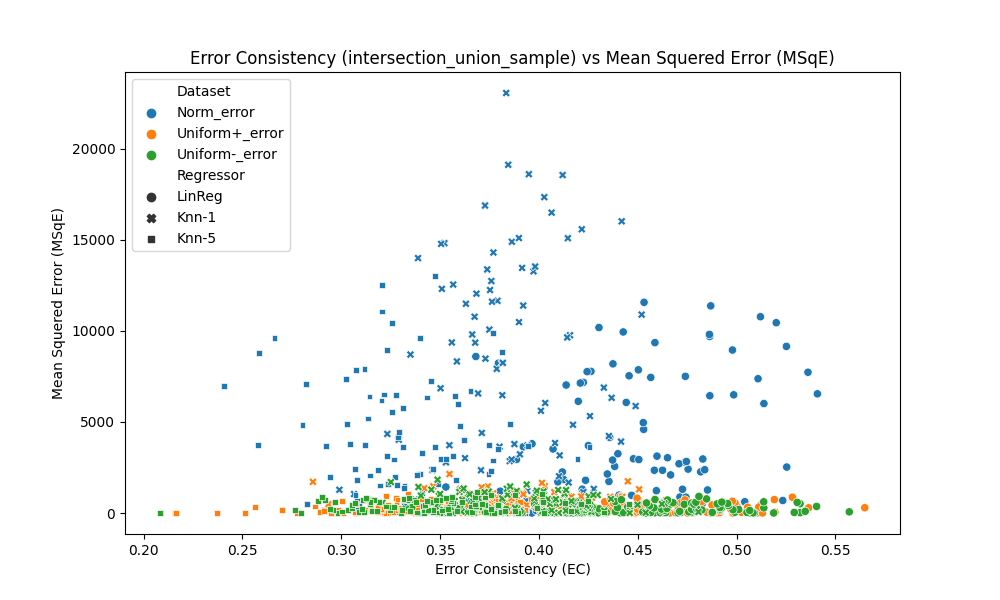 Error Consistency (intersection_union_sample) vs Mean Squared Error (MSqE)
Dataset
Norm_error
Uniform+_error
Uniform-_error
Regressor
LinReg
Knn-1
Knn-5
Mean Squared Error (MSqE)
20000
15000
10000
5000
0
0.20 0.25 0.30 0.35 0.40 0.45 0.50 0.55
Error Consistency (EC)